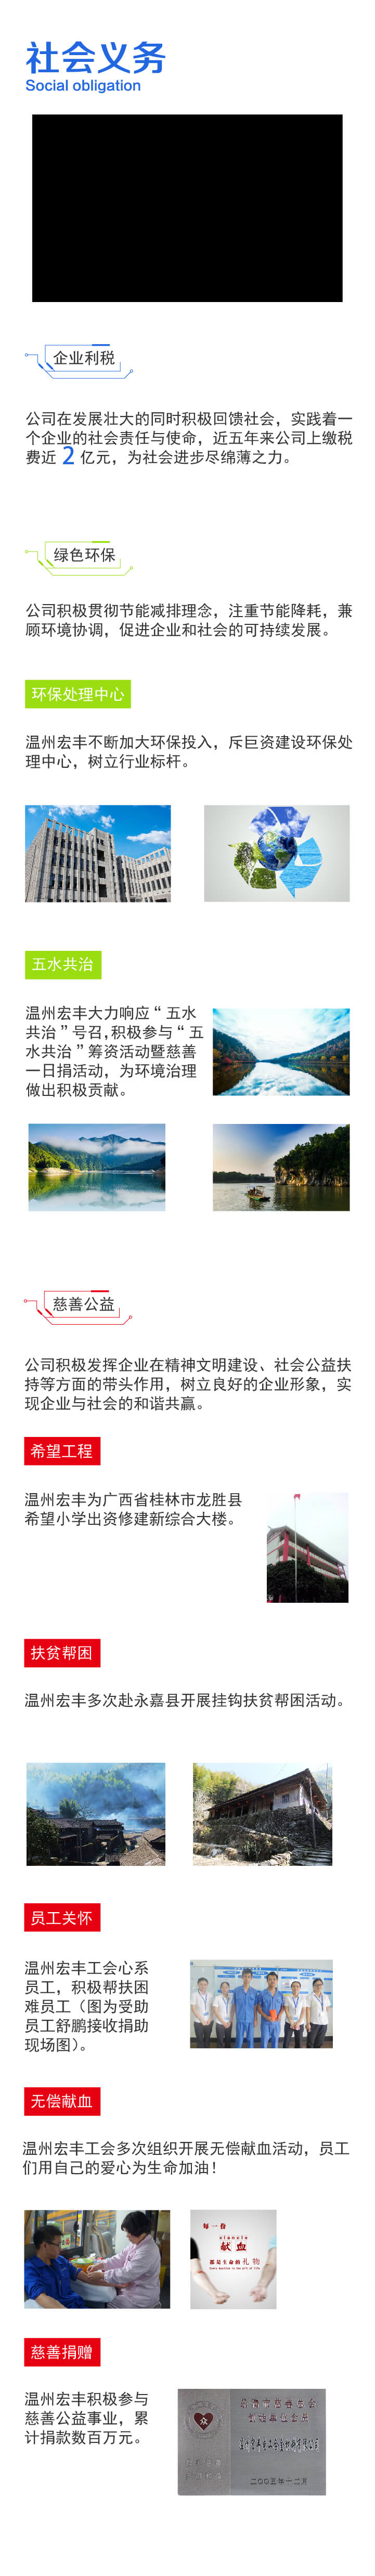 社会义务
Social obligation
企业利税
公司在发展壮大的同时积极回馈社会，实践着一
个企业的社会责任与使命，近五年来公司上缴税
费近 2 亿元，为社会进步尽绵薄之力。
绿色环保
公司积极贯彻节能减排理念，注重节能降耗，兼
顾环境协调，促进企业和社会的可持续发展。
环保处理中心
温州宏丰不断加大环保投入，斥巨资建设环保处
理中心，树立行业标杆。
五水共治
温州宏丰大力响应“五水
共治”号召,积极参与“五
水共治”筹资活动暨慈善
一日捐活动，为环境治理
做出积极贡献。
慈善公益
公司积极发挥企业在精神文明建设、社会公益扶
持等方面的带头作用，树立良好的企业形象，实
现企业与社会的和谐共赢。
希望工程
温州宏丰为广西省桂林市龙胜县
希望小学出资修建新综合大楼。
扶贫帮困
温州宏丰多次赴永嘉县开展挂钩扶贫帮困活动。
员工关怀
温州宏丰工会心系
员工，积极帮扶困
难员工（图为受助
员工舒鹏接收捐助
现场图）。
无偿献血
温州宏丰工会多次组织开展无偿献血活动，员工
们用自己的爱心为生命加油！
每一份
xianxie
献血
都是生命的礼物
慈善捐赠
温州宏丰积极参与
慈善公益事业，累
计捐款数百万元。
二○○五年十二月